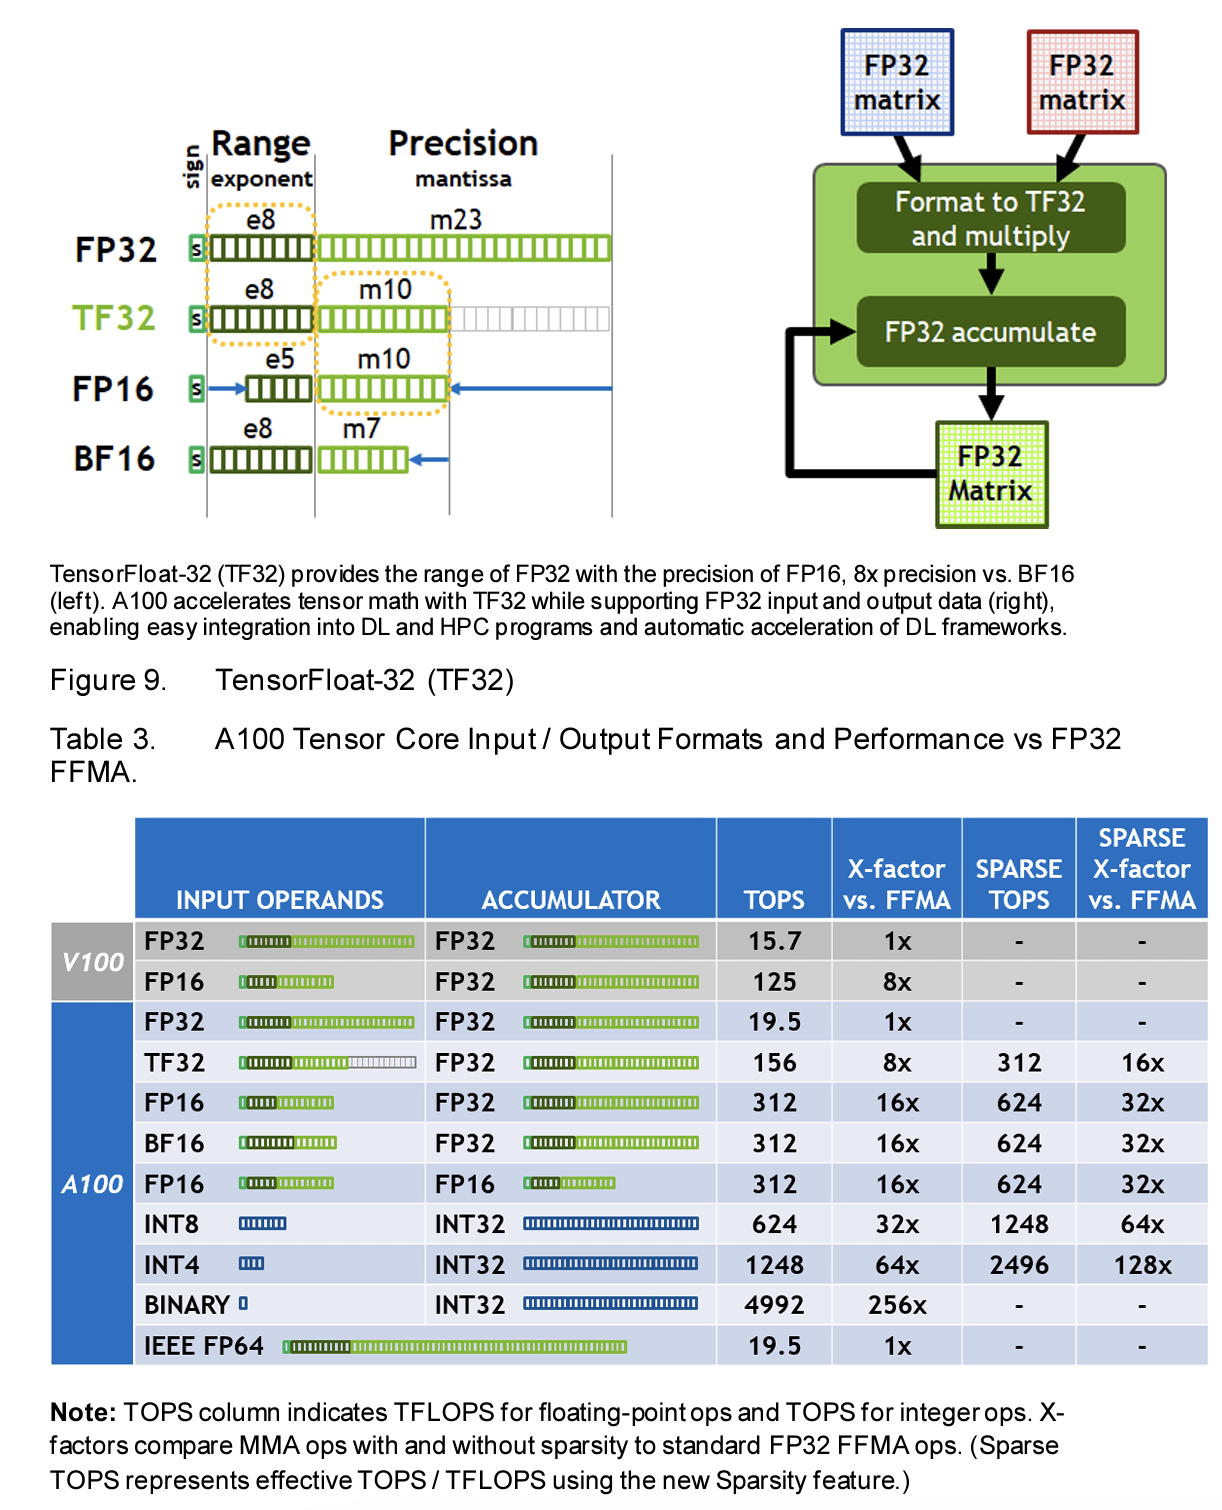 sign
Range
exponent
Precision
mantissa
FP32
s
e8
m23
TF32
s
e8
m10
FP16
s
e5
m10
BF16
s
e8
m7
FP32
matrix
FP32
matrix
Format to TF32
and multiply
FP32 accumulate
FP32
Matrix
TensorFloat-32 (TF32) provides the range of FP32 with the precision of FP16, 8x precision vs. BF16
(left). A100 accelerates tensor math with TF32 while supporting FP32 input and output data (right),
enabling easy integration into DL and HPC programs and automatic acceleration of DL frameworks.
Figure 9. TensorFloat-32 (TF32)
Table 3. A100 Tensor Core Input / Output Formats and Performance vs FP32
FFMA.
INPUT OPERANDS ACCUMULATOR TOPS X-factor vs. FFMA SPARSE TOPS SPARSE X-factor vs. FFMA
V100
FP32 FP32 15.7 1x - -
FP16 FP32 125 8x - -
A100
FP32 FP32 19.5 1x - -
TF32 FP32 156 8x 312 16x
FP16 FP32 312 16x 624 32x
BF16 FP32 312 16x 624 32x
FP16 FP16 312 16x 624 32x
INT8 INT32 624 32x 1248 64x
INT4 INT32 1248 64x 2496 128x
BINARY INT32 4992 256x - -
IEEE FP64 19.5 1x - -
Note: TOPS column indicates TFLOPS for floating-point ops and TOPS for integer ops. X-
factors compare MMA ops with and without sparsity to standard FP32 FFMA ops. (Sparse
TOPS represents effective TOPS / TFLOPS using the new Sparsity feature.)